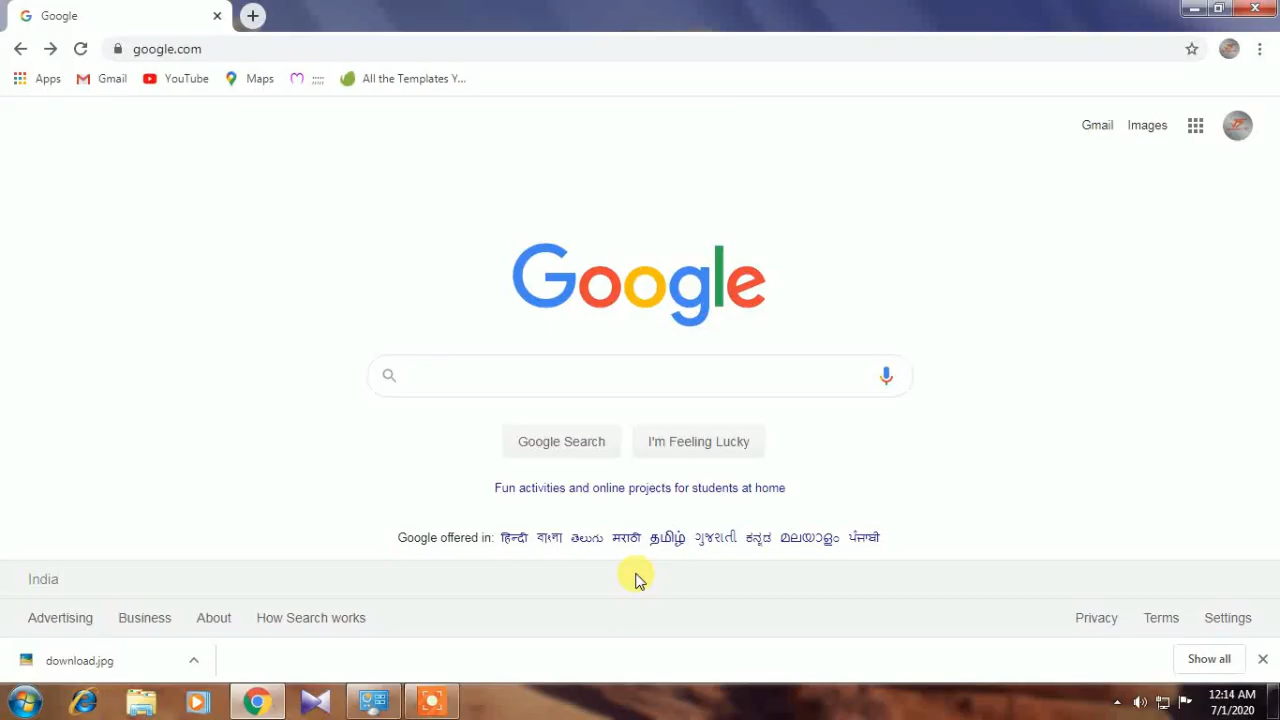 Google
google.com
Apps Gmail YouTube Maps ;;;; All the Templates Y...
Gmail Images
Google
Google Search I'm Feeling Lucky
Fun activities and online projects for students at home
Google offered in: हिन्दी বাংলা తెలుగు मराठी தமிழ் ગુજરાતી ಕನ್ನಡ മലയാളം ਪੰਜਾਬੀ
India
Advertising Business About How Search works Privacy Terms Settings
download.jpg Show all
12:14 AM
7/1/2020